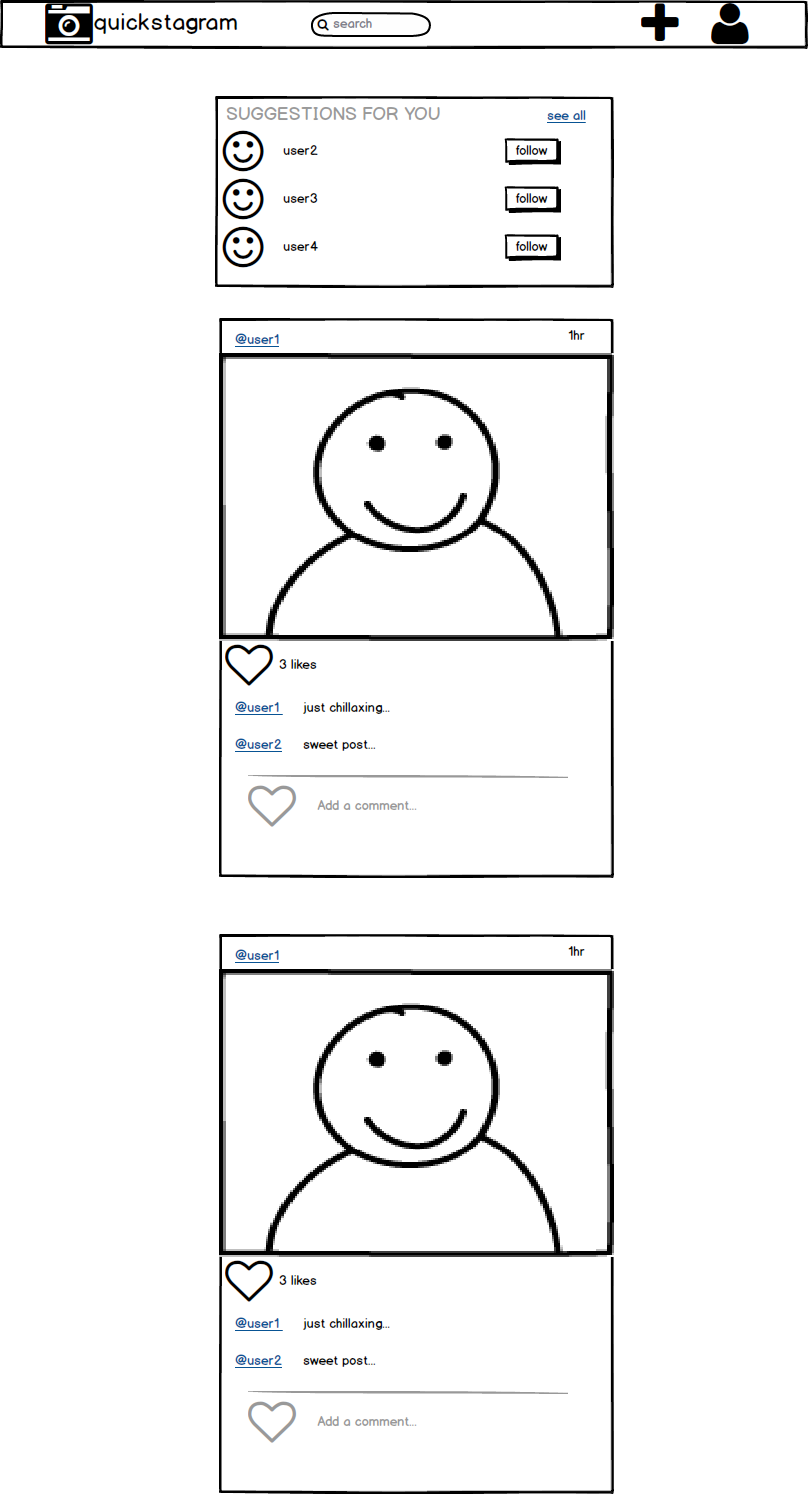 quickstagram search
SUGGESTIONS FOR YOU see all
user2 follow
user3 follow
user4 follow
@user1 1hr
3 likes
@user1 just chillaxing...
@user2 sweet post...
Add a comment...
@user1 1hr
3 likes
@user1 just chillaxing...
@user2 sweet post...
Add a comment...